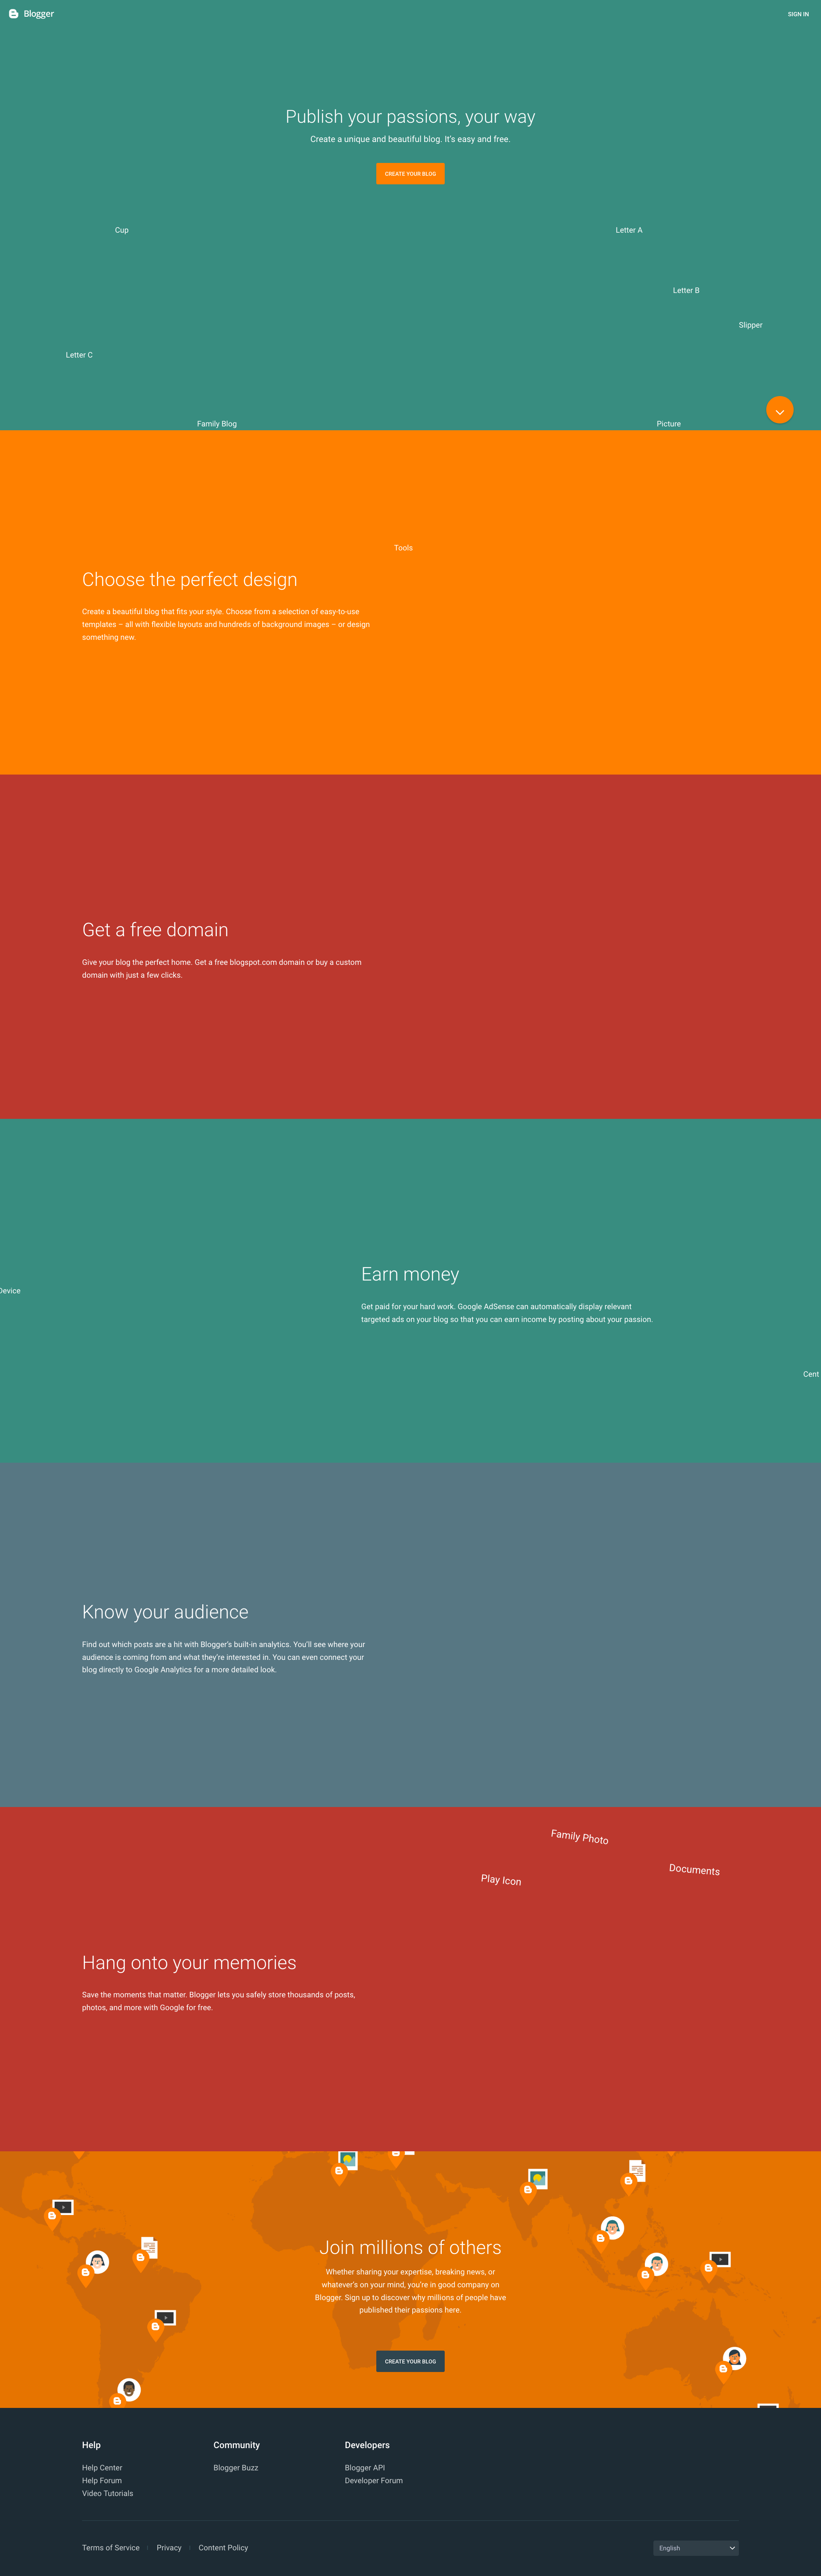 Blogger
SIGN IN
Publish your passions, your way
Create a unique and beautiful blog. It's easy and free.
CREATE YOUR BLOG
Cup
Letter A
Letter B
Slipper
Letter C
Family Blog
Picture
Tools
Choose the perfect design
Create a beautiful blog that fits your style. Choose from a selection of easy-to-use
templates – all with flexible layouts and hundreds of background images – or design
something new.
Get a free domain
Give your blog the perfect home. Get a free blogspot.com domain or buy a custom
domain with just a few clicks.
Earn money
Device
Get paid for your hard work. Google AdSense can automatically display relevant
targeted ads on your blog so that you can earn income by posting about your passion.
Cent
Know your audience
Find out which posts are a hit with Blogger's built-in analytics. You'll see where your
audience is coming from and what they're interested in. You can even connect your
blog directly to Google Analytics for a more detailed look.
Family Photo
Documents
Play Icon
Hang onto your memories
Save the moments that matter. Blogger lets you safely store thousands of posts,
photos, and more with Google for free.
Join millions of others
Whether sharing your expertise, breaking news, or
whatever's on your mind, you're in good company on
Blogger. Sign up to discover why millions of people have
published their passions here.
CREATE YOUR BLOG
Help
Community
Developers
Help Center
Blogger Buzz
Blogger API
Help Forum
Developer Forum
Video Tutorials
Terms of Service
Privacy
Content Policy
English